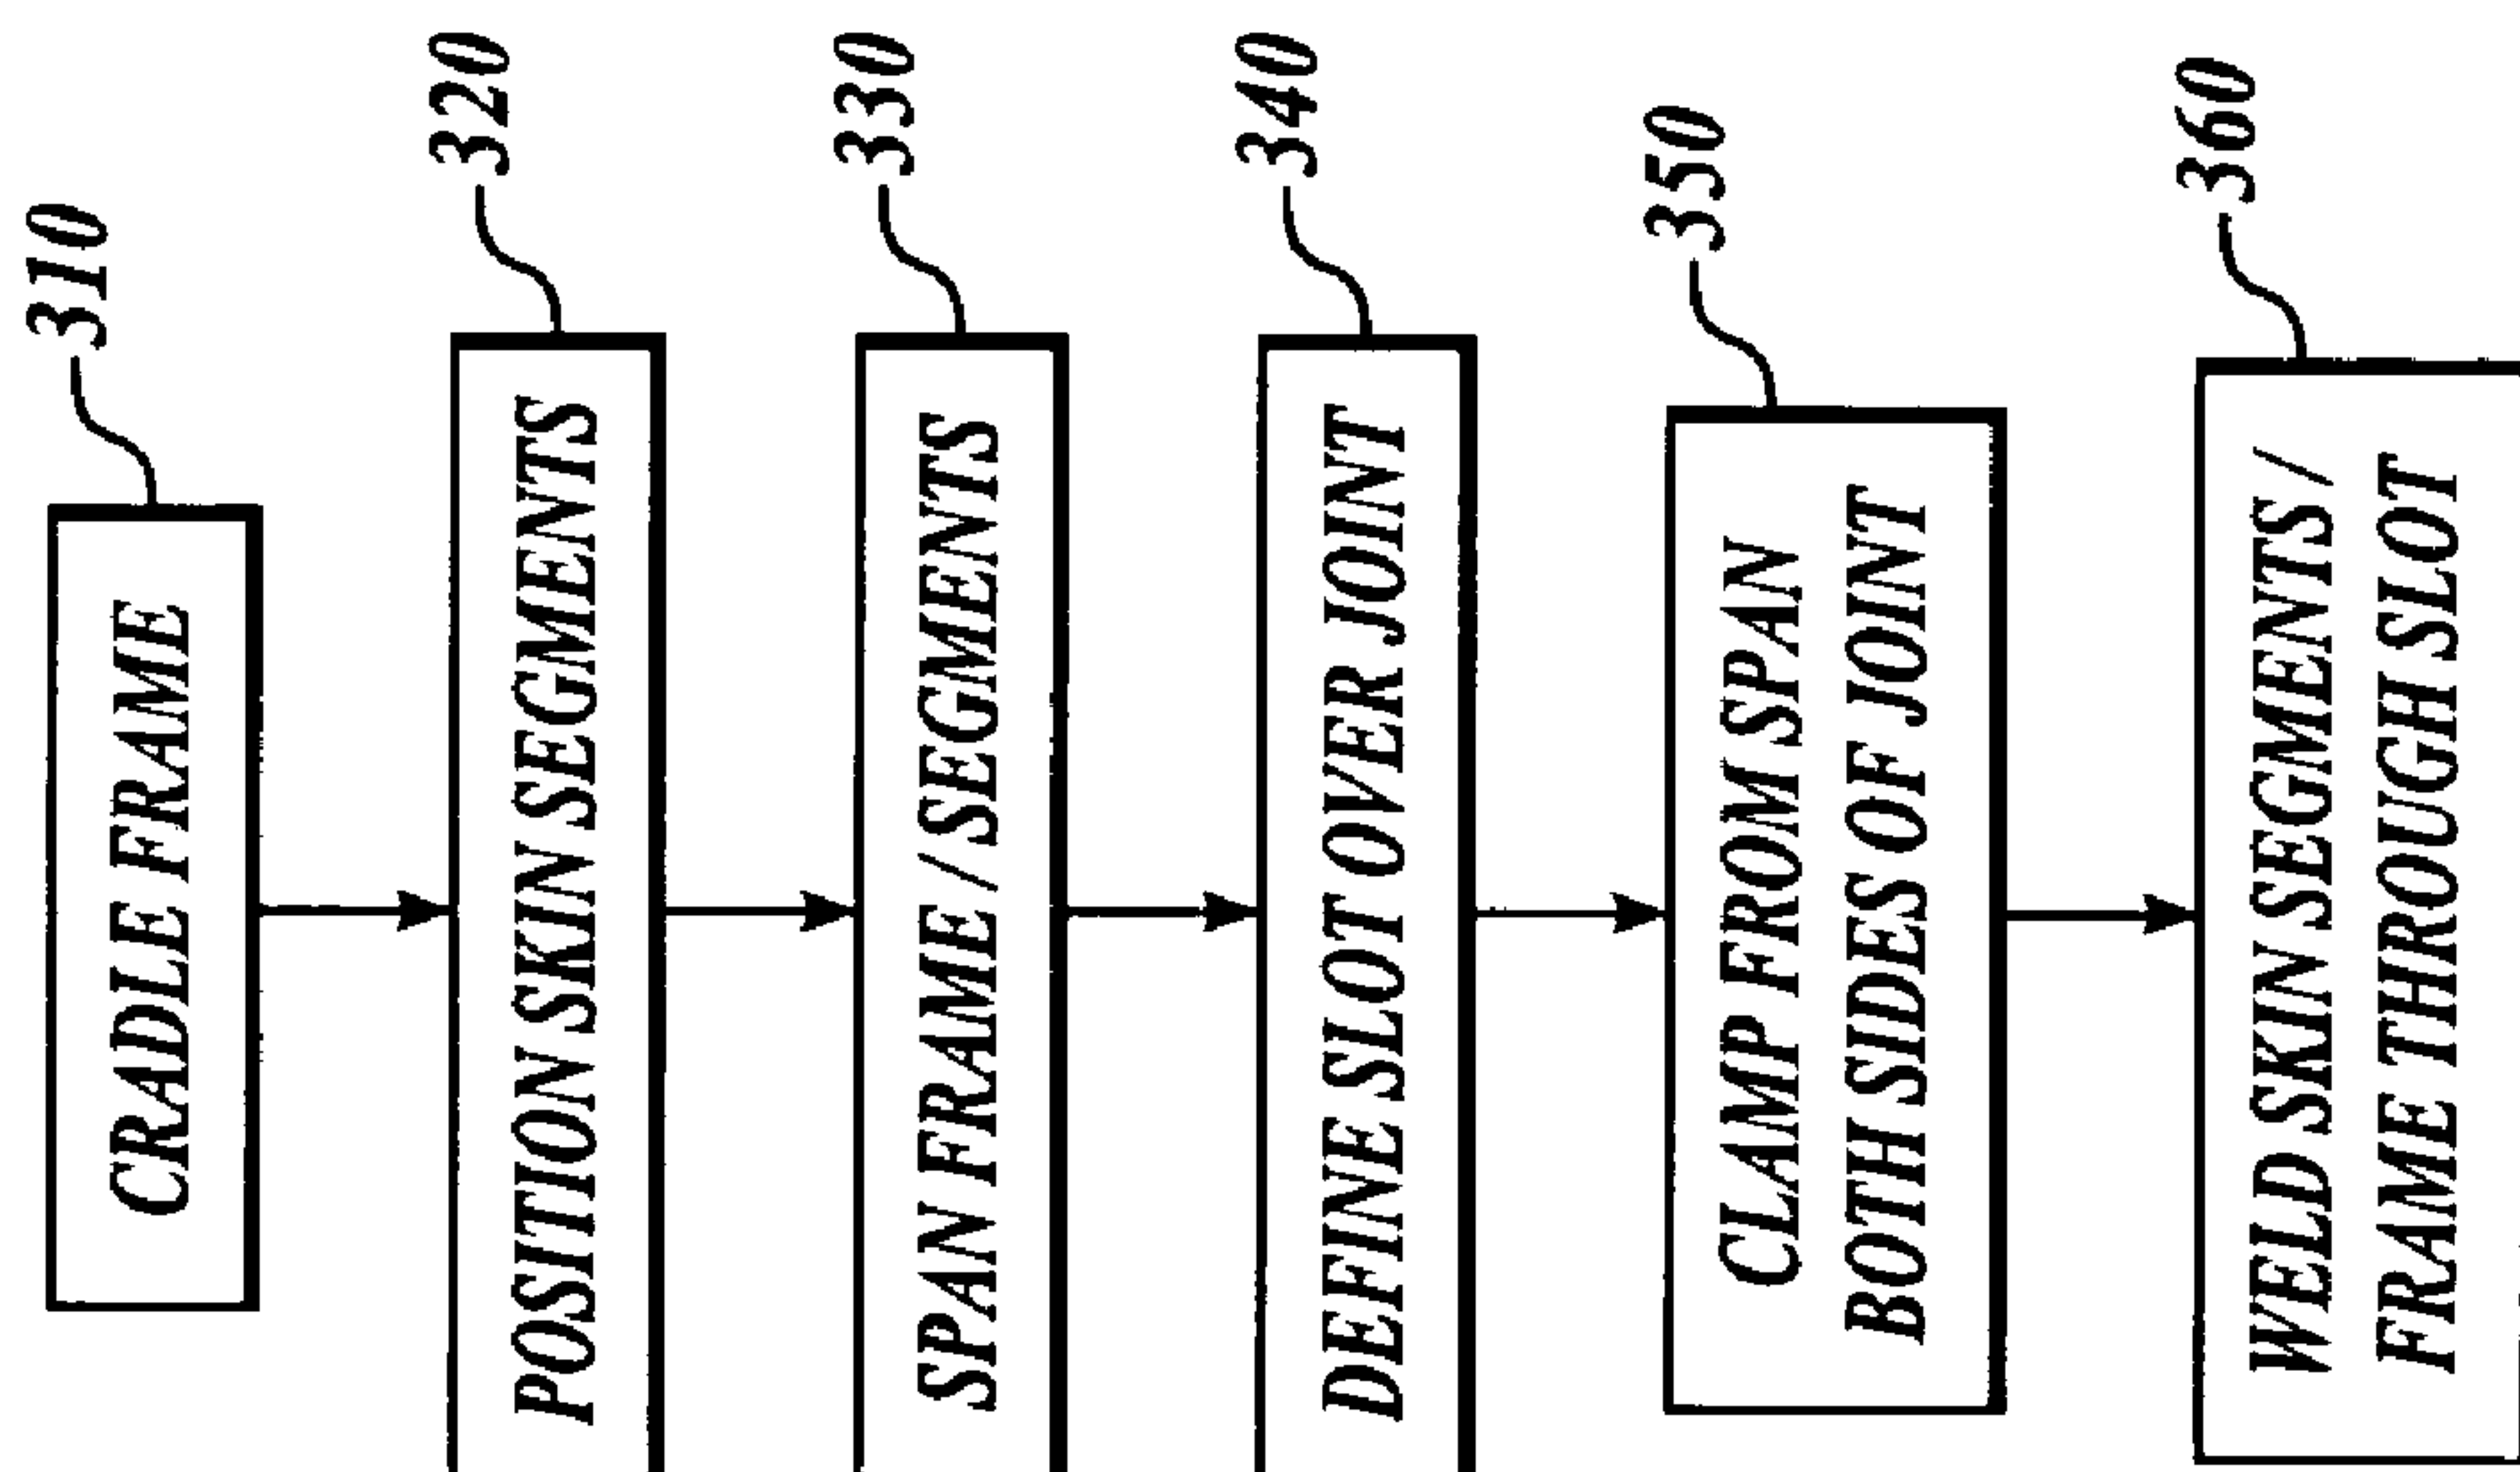 310
CRADLE FRAME
320
POSITION SKIN SEGMENTS
330
SPAN FRAME / SEGMENTS
340
DEFINE SLOT OVER JOINT
350
CLAMP FROM SPAN
BOTH SIDES OF JOINT
360
WELD SKIN SEGMENTS /
FRAME THROUGH SLOT